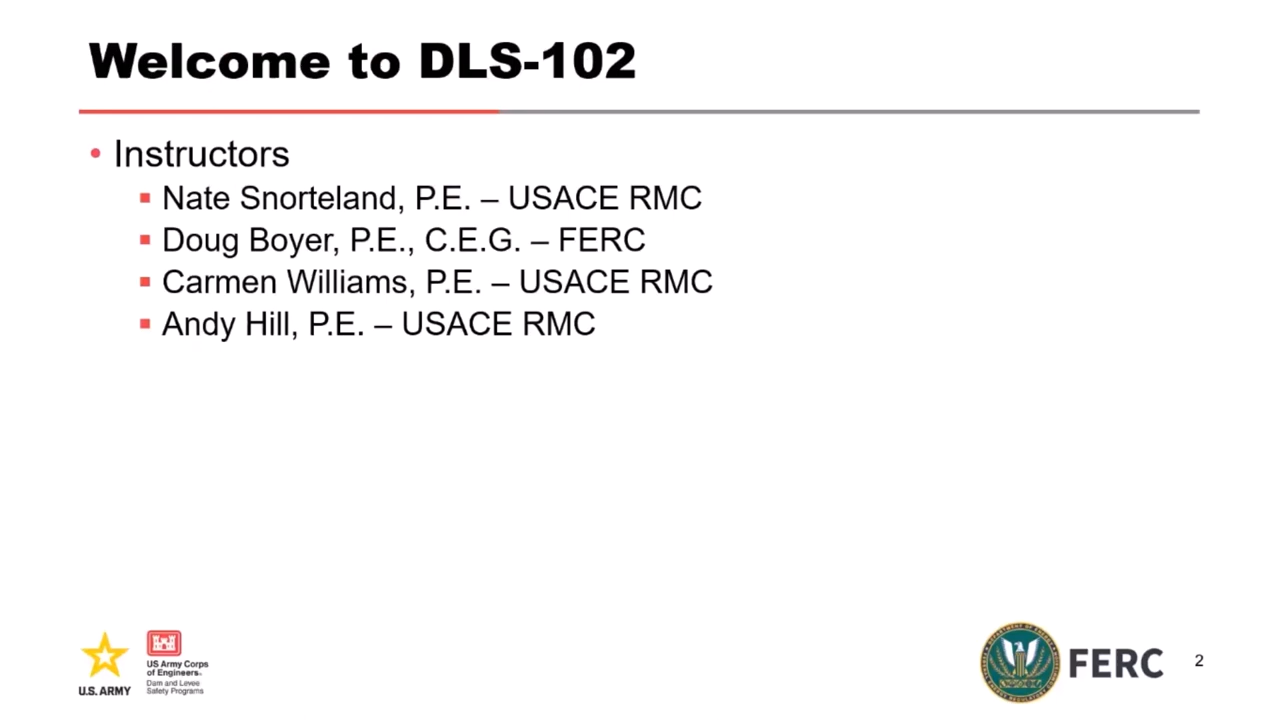 Welcome to DLS-102
• Instructors
▪ Nate Snorteland, P.E. – USACE RMC
▪ Doug Boyer, P.E., C.E.G. – FERC
▪ Carmen Williams, P.E. – USACE RMC
▪ Andy Hill, P.E. – USACE RMC
U.S. ARMY
US Army Corps
of Engineers®
Dam and Levee
Safety Programs
FERC
2